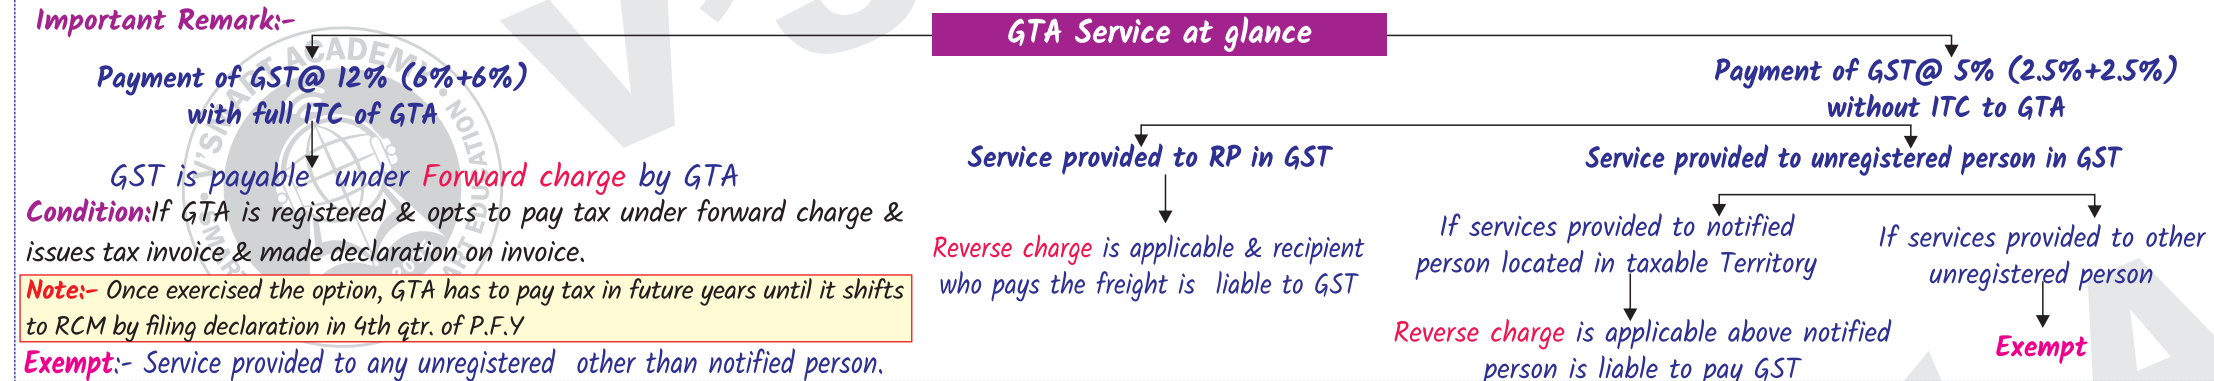 Important Remark:-
GTA Service at glance
Payment of GST@ 12% (6%+6%)
with full ITC of GTA
GST is payable under Forward charge by GTA
Condition:If GTA is registered & opts to pay tax under forward charge &
issues tax invoice & made declaration on invoice.
Note:- Once exercised the option, GTA has to pay tax in future years until it shifts
to RCM by filing declaration in 4th qtr. of P.F.Y
Exempt:- Service provided to any unregistered other than notified person.
Payment of GST@ 5% (2.5%+2.5%)
without ITC to GTA
Service provided to RP in GST
Reverse charge is applicable & recipient
who pays the freight is liable to GST
Service provided to unregistered person in GST
If services provided to notified
person located in taxable Territory
Reverse charge is applicable above notified
person is liable to pay GST
If services provided to other
unregistered person
Exempt